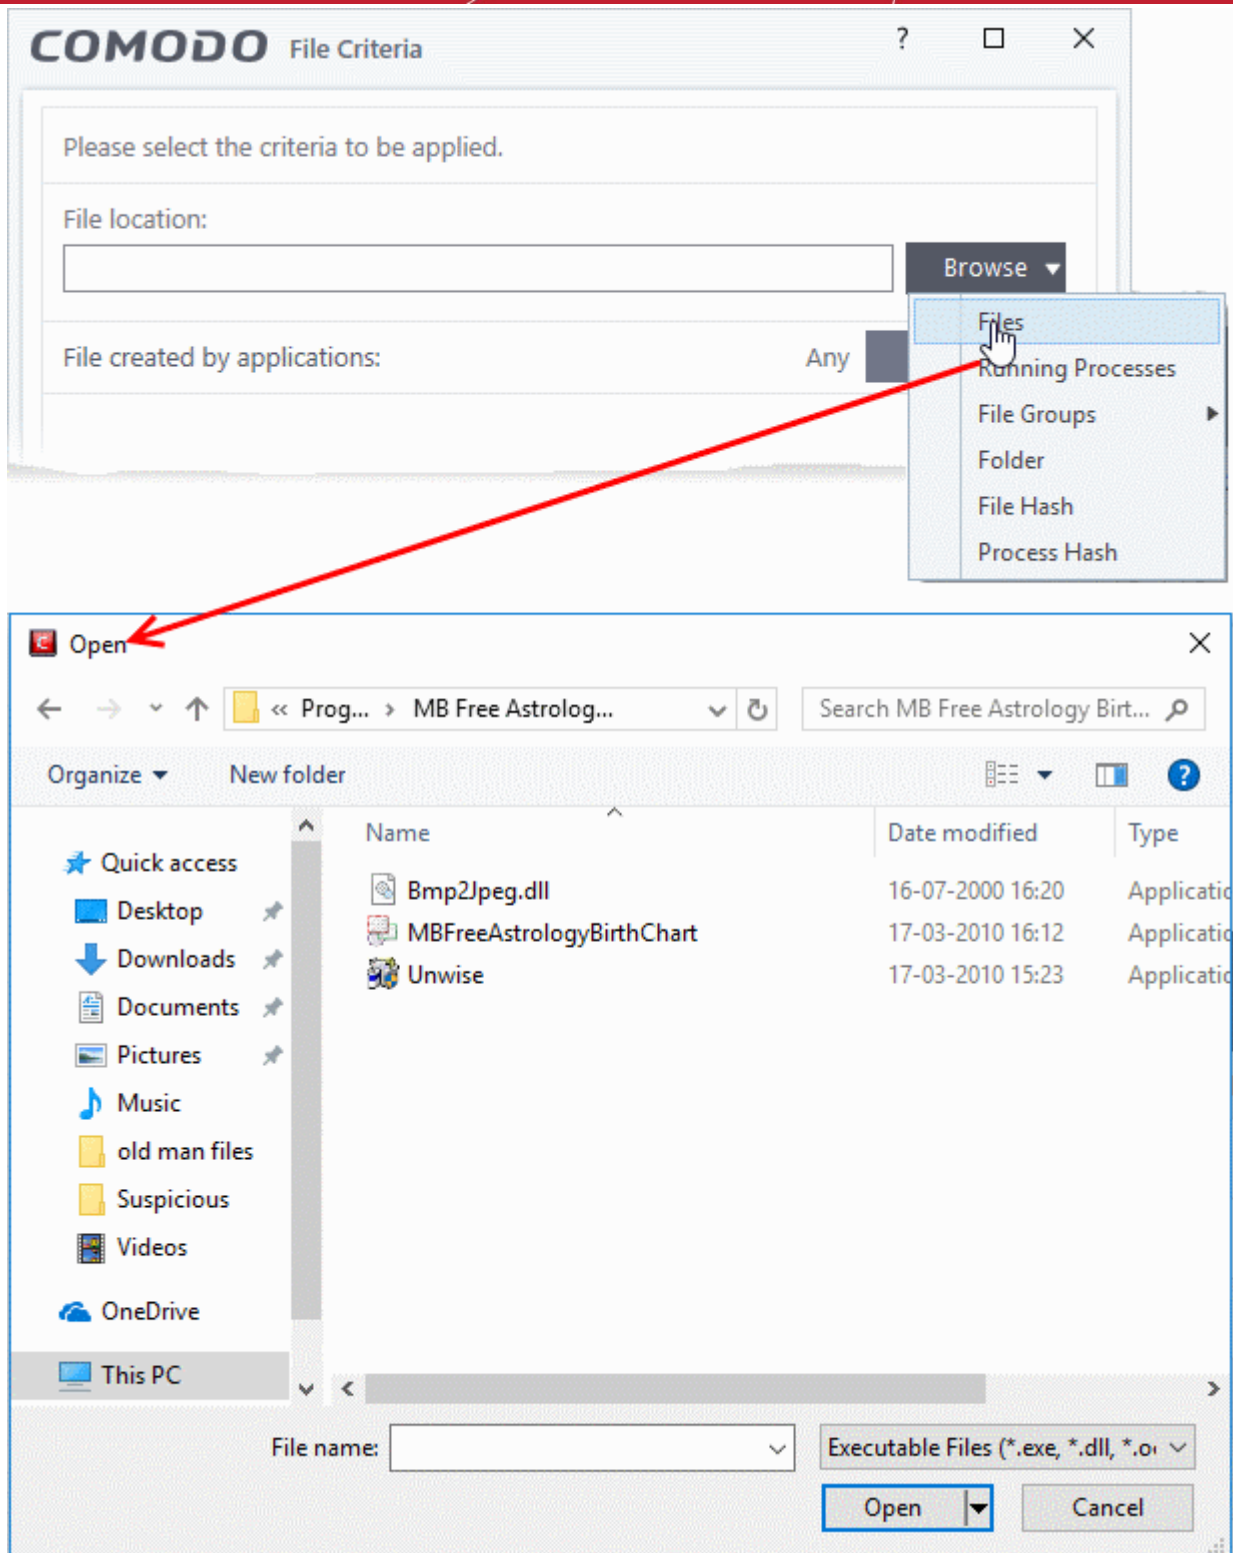 COMODO File Criteria ?
Please select the criteria to be applied.
File location:
Browse
Files
File created by applications: Any
Running Processes
File Groups
Folder
File Hash
Process Hash
Open
« Prog... › MB Free Astrolog...
Search MB Free Astrology Birt...
Organize
New folder
?
Name
Date modified
Type
Quick access
Desktop
Downloads
Documents
Pictures
Music
old man files
Suspicious
Videos
OneDrive
This PC
Bmp2Jpeg.dll 16-07-2000 16:20 Applicatio
MBFreeAstrologyBirthChart 17-03-2010 16:12 Applicatio
Unwise 17-03-2010 15:23 Applicatio
File name:
Executable Files (*.exe, *.dll, *.o
Open
Cancel